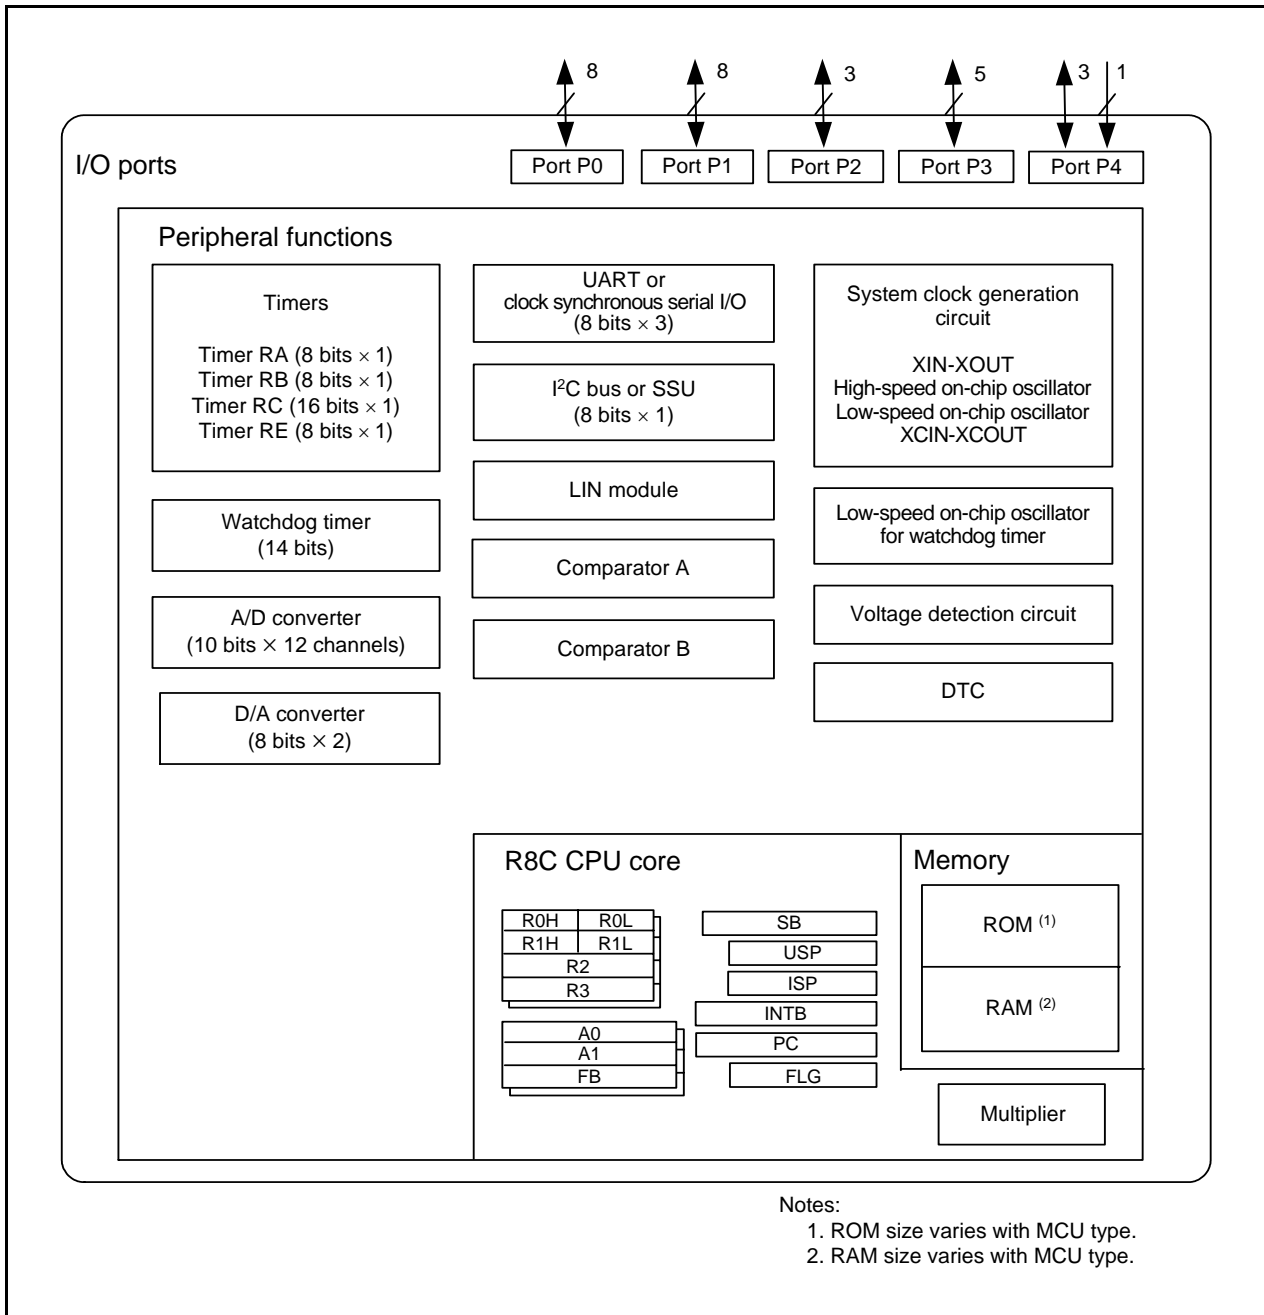 8 8 3 5 3 1
I/O ports
Port P0 Port P1 Port P2 Port P3 Port P4
Peripheral functions
Timers
Timer RA (8 bits × 1)
Timer RB (8 bits × 1)
Timer RC (16 bits × 1)
Timer RE (8 bits × 1)
Watchdog timer
(14 bits)
A/D converter
(10 bits × 12 channels)
D/A converter
(8 bits × 2)
UART or
clock synchronous serial I/O
(8 bits × 3)
I²C bus or SSU
(8 bits × 1)
LIN module
Comparator A
Comparator B
System clock generation
circuit
XIN-XOUT
High-speed on-chip oscillator
Low-speed on-chip oscillator
XCIN-XCOUT
Low-speed on-chip oscillator
for watchdog timer
Voltage detection circuit
DTC
R8C CPU core
R0H R0L
R1H R1L
R2
R3
A0
A1
FB
SB
USP
ISP
INTB
PC
FLG
Memory
ROM (1)
RAM (2)
Multiplier
Notes:
1. ROM size varies with MCU type.
2. RAM size varies with MCU type.